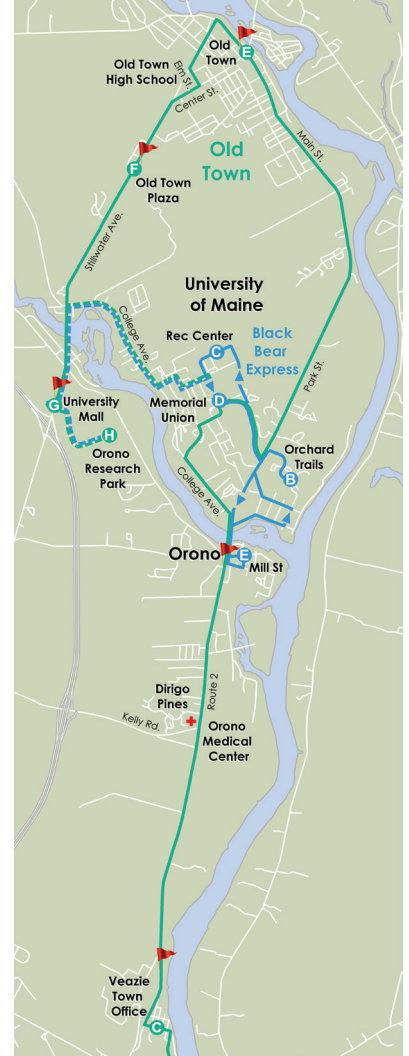 Old
Town
E
Old Town
High School
Elm St.
Center St.
Main St.
F
Old Town
Plaza
Old
Town
Stillwater Ave.
University
of Maine
College Ave.
Rec Center
C
Black
Bear
Express
Park St.
G
University
Mall
Memorial
Union
D
H
Orono
Research
Park
Orchard
Trails
B
College Ave.
Orono
E
Mill St
Dirigo
Pines
Route 2
Kelly Rd.
Orono
Medical
Center
Veazie
Town
Office
C